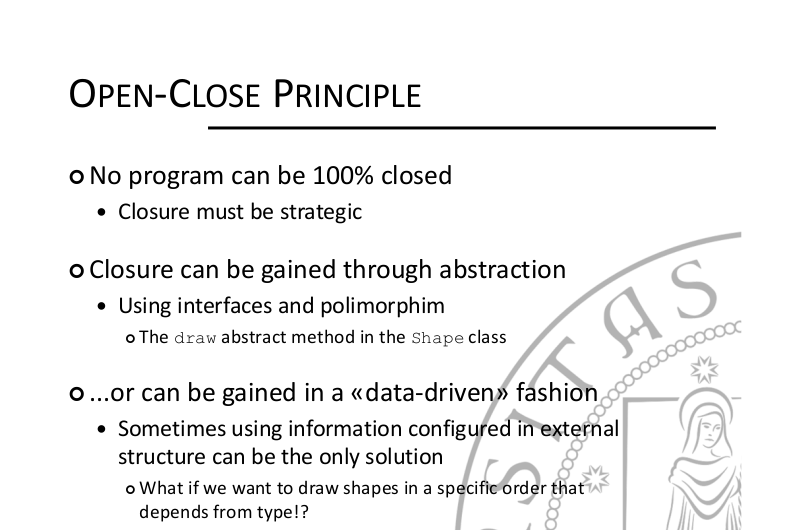 OPEN-CLOSE PRINCIPLE
No program can be 100% closed
• Closure must be strategic
Closure can be gained through abstraction
• Using interfaces and polimorphim
The draw abstract method in the Shape class
...or can be gained in a «data-driven» fashion
• Sometimes using information configured in external
structure can be the only solution
What if we want to draw shapes in a specific order that
depends from type!?
SITAS S